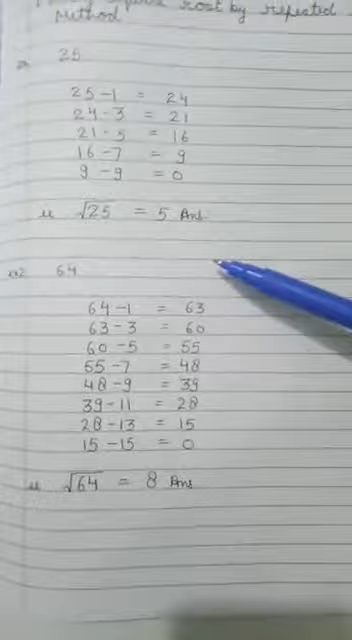 square root by repeated
Method
25
25-1 = 24
24-3 = 21
21-5 = 16
16-7 = 9
9-9 = 0
√25 = 5 Ans
64
64-1 = 63
63-3 = 60
60-5 = 55
55-7 = 48
48-9 = 39
39-11 = 28
28-13 = 15
15-15 = 0
√64 = 8 Ans